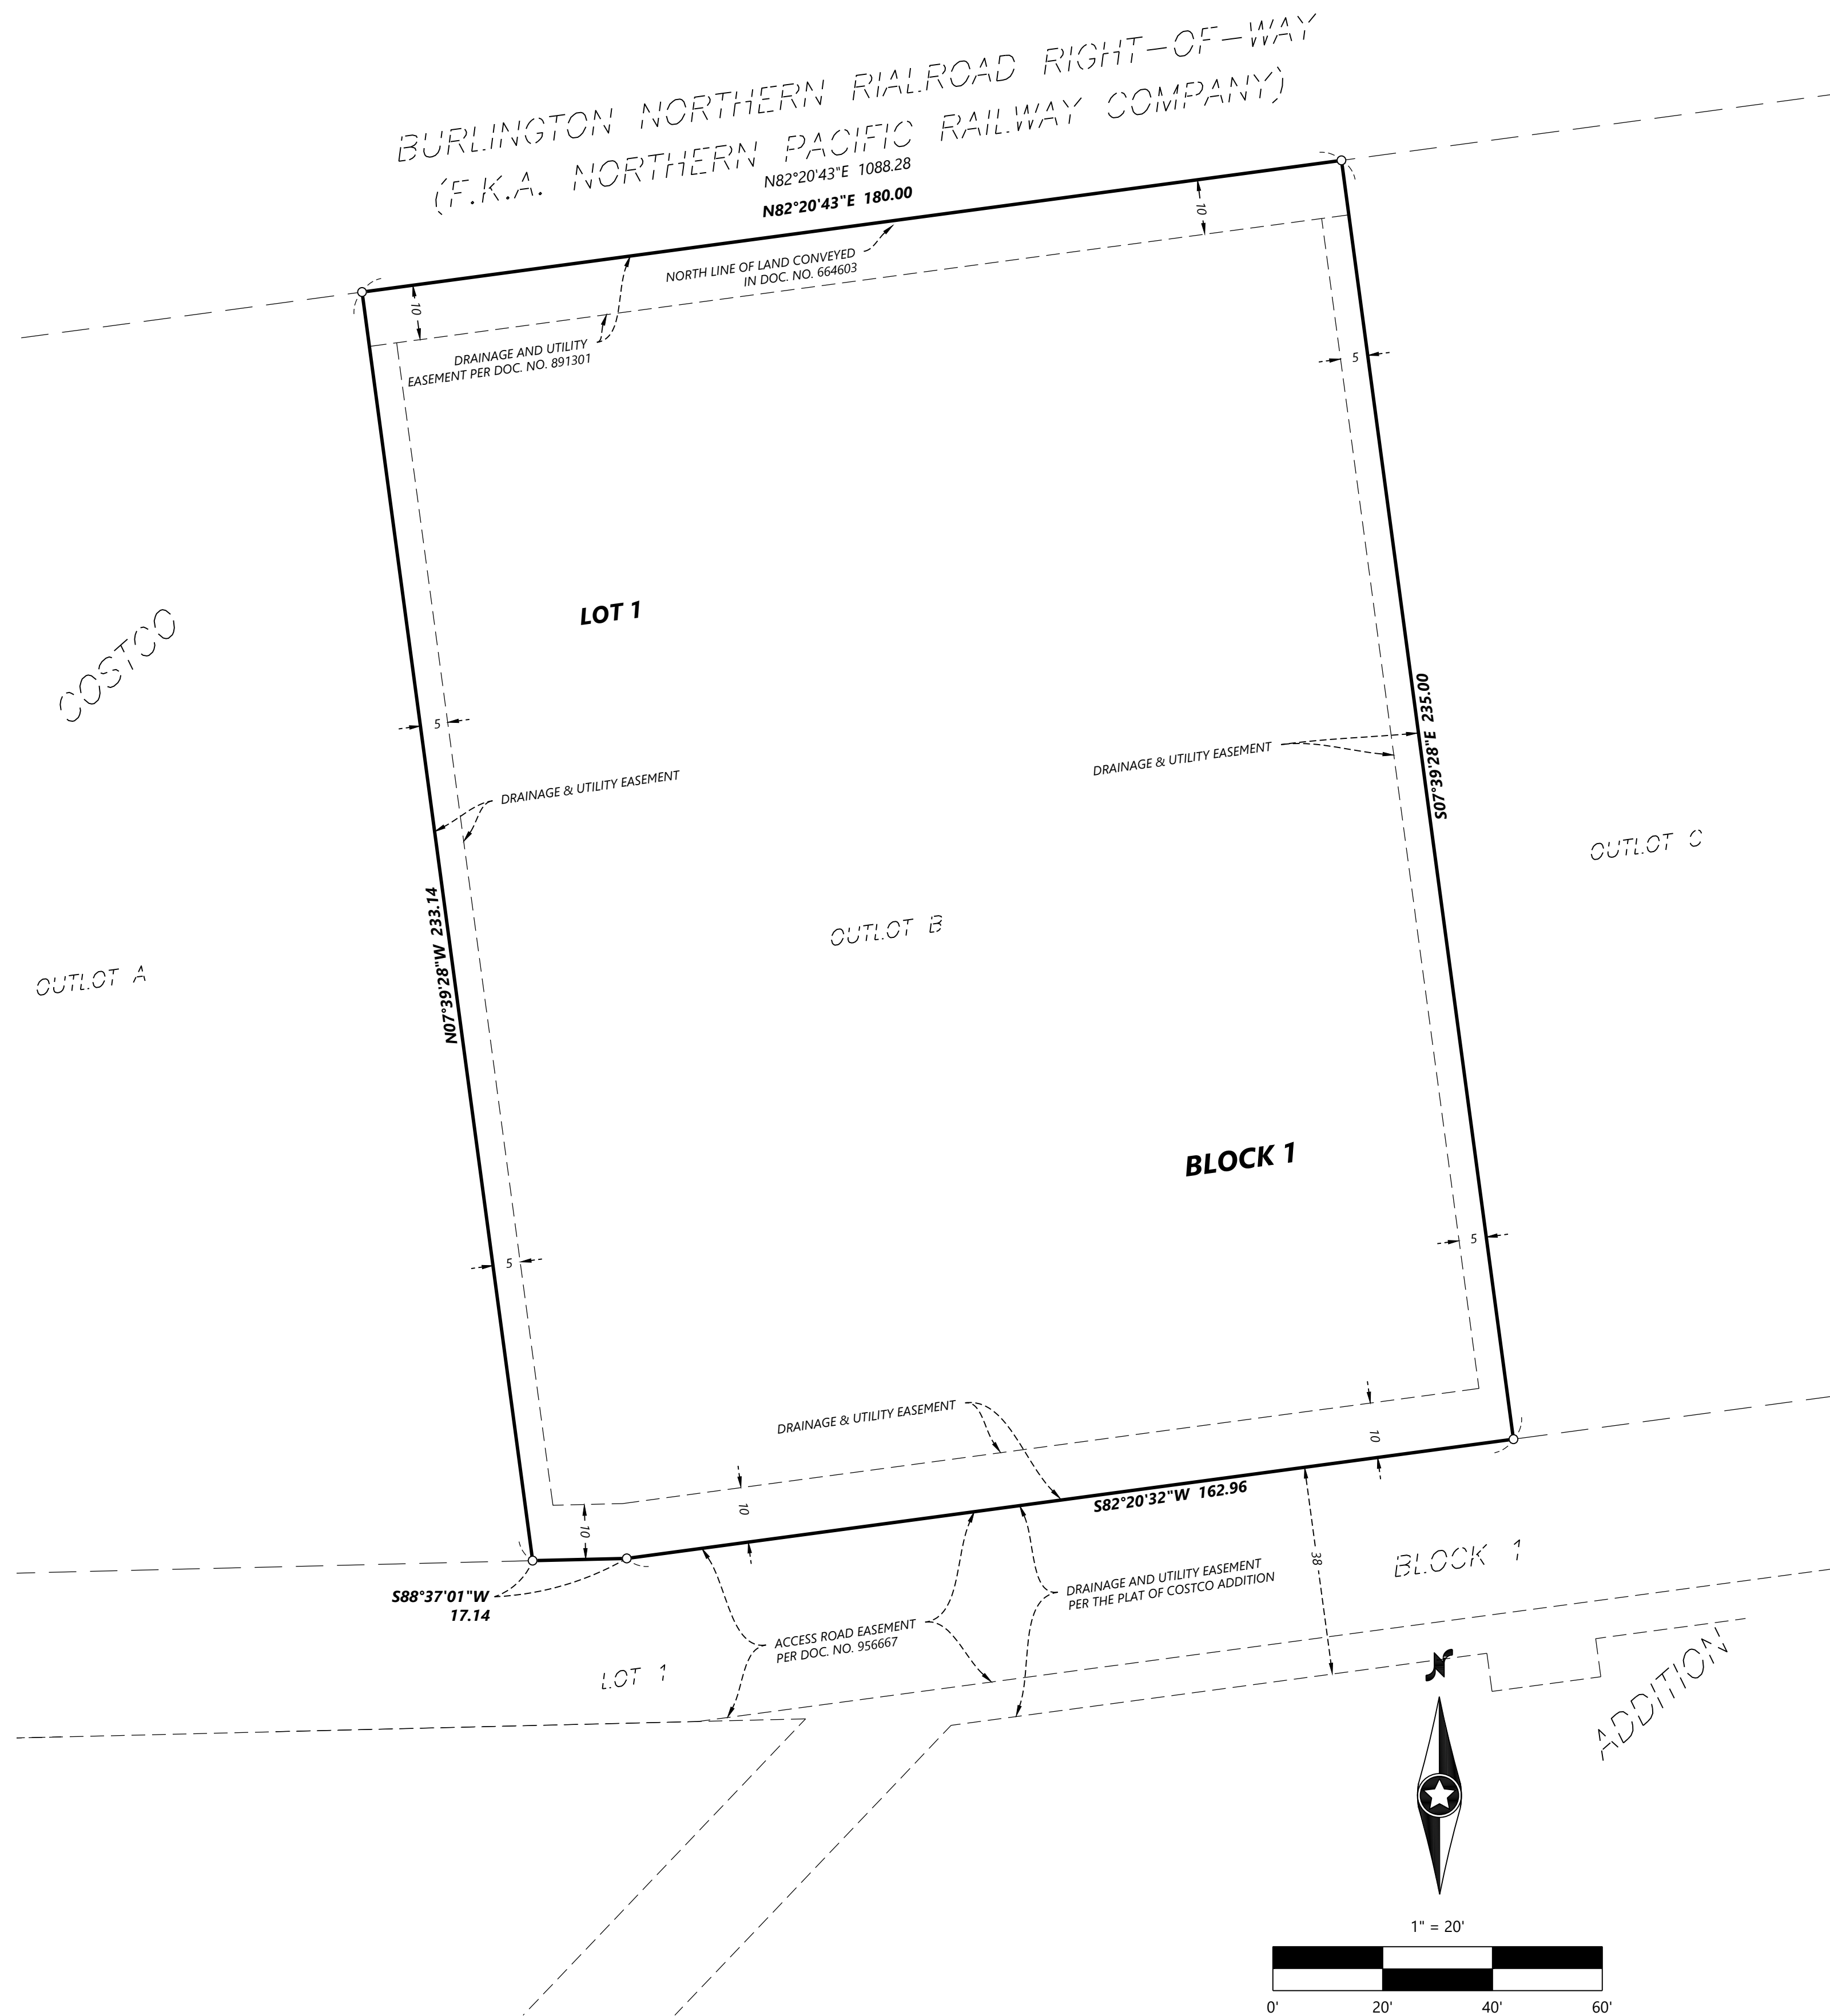 BURLINGTON NORTHERN RIALROAD RIGHT-OF-WAY
(F.K.A. NORTHERN PACIFIC RAILWAY COMPANY)
N82°20'43"E 1088.28
N82°20'43"E 180.00
10
NORTH LINE OF LAND CONVEYED
IN DOC. NO. 664603
10
DRAINAGE AND UTILITY
EASEMENT PER DOC. NO. 891301
5
LOT 1
COSTCO
5
S07°39'28"E 235.00
DRAINAGE & UTILITY EASEMENT
DRAINAGE & UTILITY EASEMENT
OUTLOT C
N07°39'28"W 233.14
OUTLOT B
OUTLOT A
BLOCK 1
5
5
DRAINAGE & UTILITY EASEMENT
10
S82°20'32"W 162.96
10
10
38
BLOCK 1
S88°37'01"W
17.14
DRAINAGE AND UTILITY EASEMENT
PER THE PLAT OF COSTCO ADDITION
ACCESS ROAD EASEMENT
PER DOC. NO. 956667
LOT 1
N
ADDITION
1" = 20'
0' 20' 40' 60'